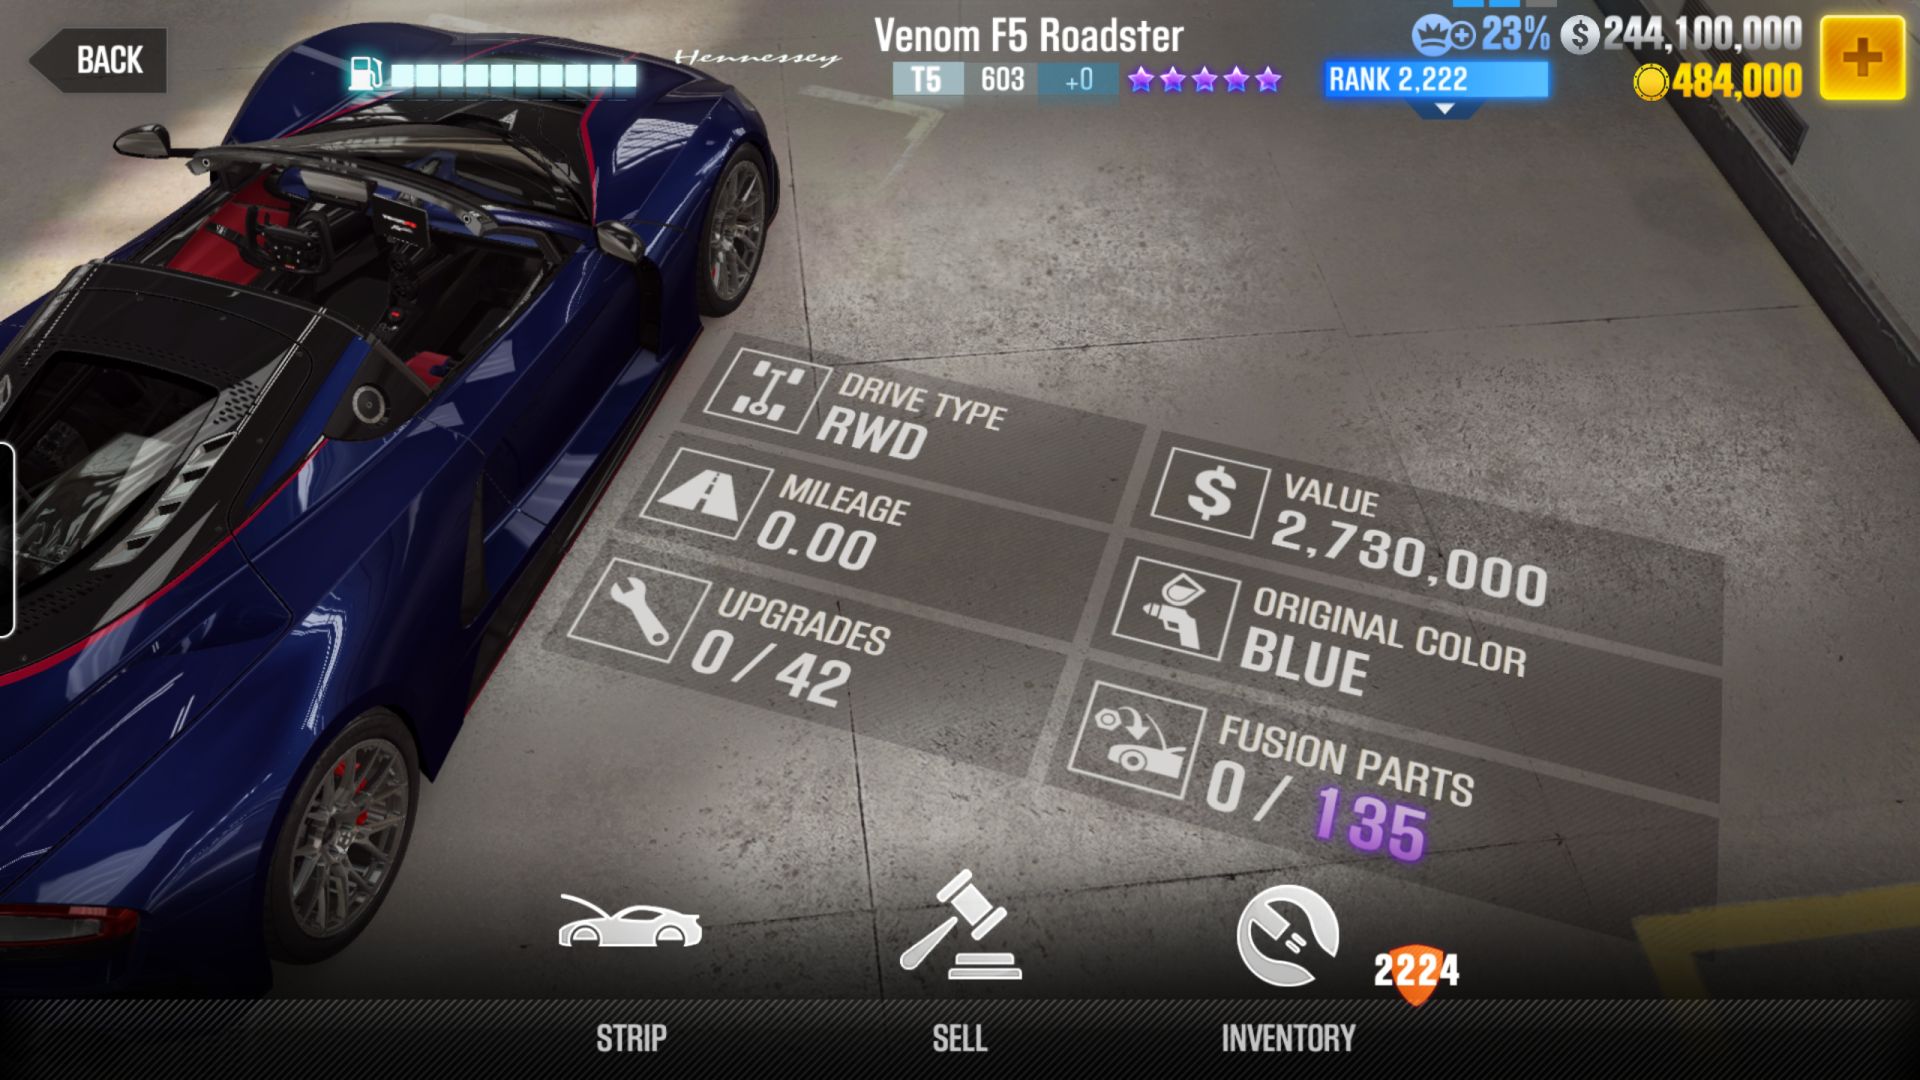 BACK
Hennessey
Venom F5 Roadster
T5 603 +0
23%
244,100,000
RANK 2,222
484,000
DRIVE TYPE
RWD
MILEAGE
0.00
UPGRADES
0/42
VALUE
2,730,000
ORIGINAL COLOR
BLUE
FUSION PARTS
0/ 135
STRIP
SELL
INVENTORY
2224